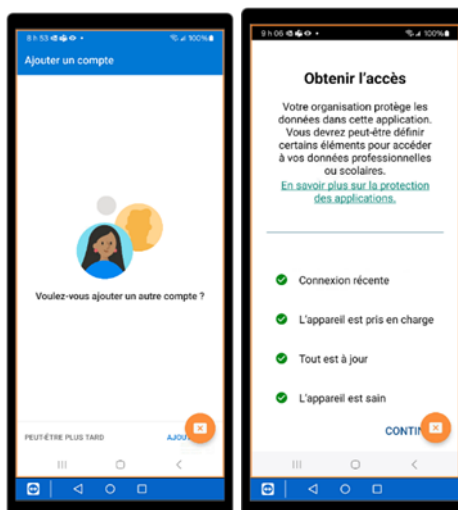 8 h 53
100%
Ajouter un compte
Voulez-vous ajouter un autre compte ?
PEUT-ÊTRE PLUS TARD
9 h 06
100%
Obtenir l'accès
Votre organisation protège les
données dans cette application.
Vous devrez peut-être définir
certains éléments pour accéder
à vos données professionnelles
ou scolaires.
En savoir plus sur la protection
des applications.
Connexion récente
L'appareil est pris en charge
Tout est à jour
L'appareil est sain